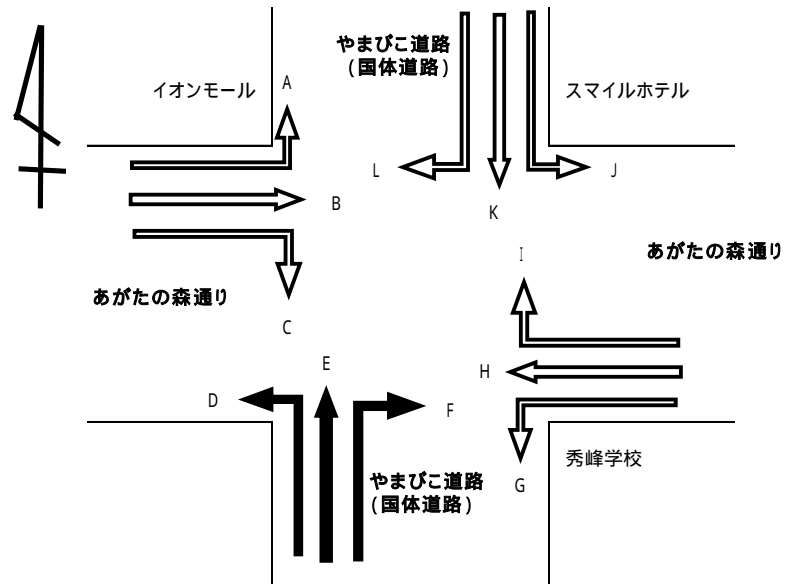 やまびこ道路
(国体道路)
イオンモール
A
スマイルホテル
L
J
B
K
I
あがたの森通り
あがたの森通り
C
E
H
D
F
秀峰学校
やまびこ道路
(国体道路)
G